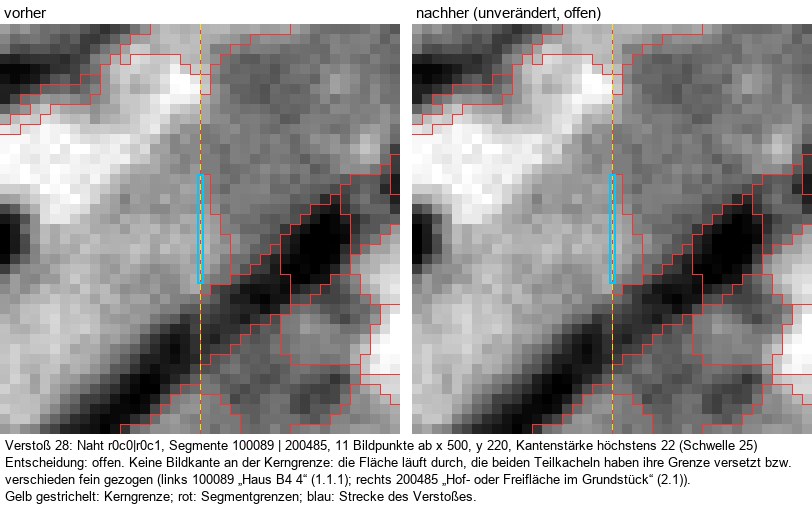 vorher
nachher (unverändert, offen)
Verstoß 28: Naht r0c0|r0c1, Segmente 100089 | 200485, 11 Bildpunkte ab x 500, y 220, Kantenstärke höchstens 22 (Schwelle 25)
Entscheidung: offen. Keine Bildkante an der Kerngrenze: die Fläche läuft durch, die beiden Teilkacheln haben ihre Grenze versetzt bzw.
verschieden fein gezogen (links 100089 „Haus B4 4“ (1.1.1); rechts 200485 „Hof- oder Freifläche im Grundstück“ (2.1)).
Gelb gestrichelt: Kerngrenze; rot: Segmentgrenzen; blau: Strecke des Verstoßes.